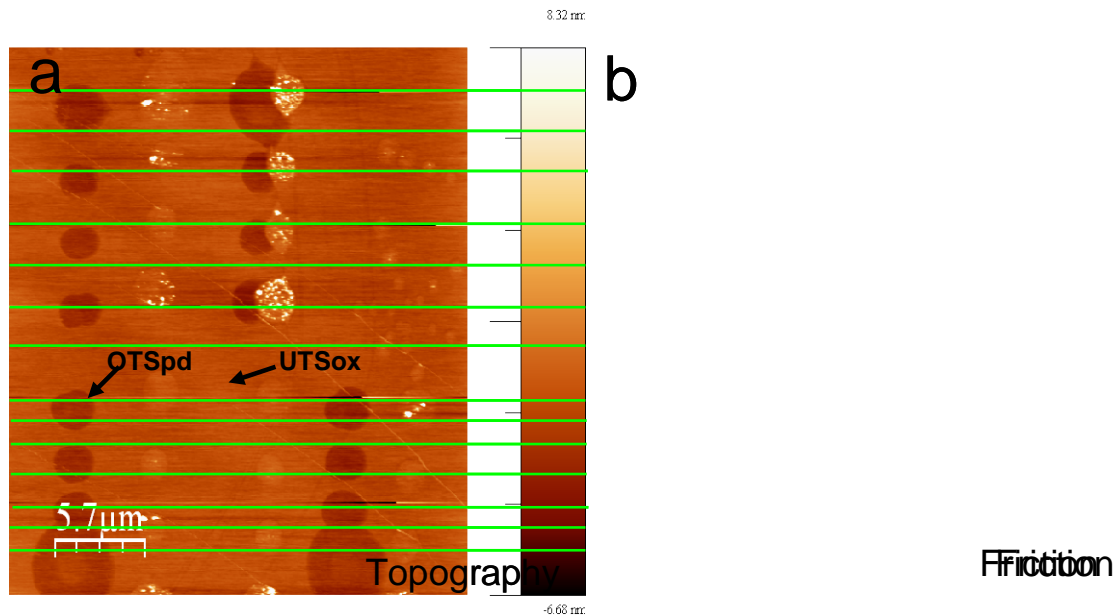 8.32 nm
a
b
OTSpd
UTSox
5.7µm
Topography
Friction
-6.68 nm